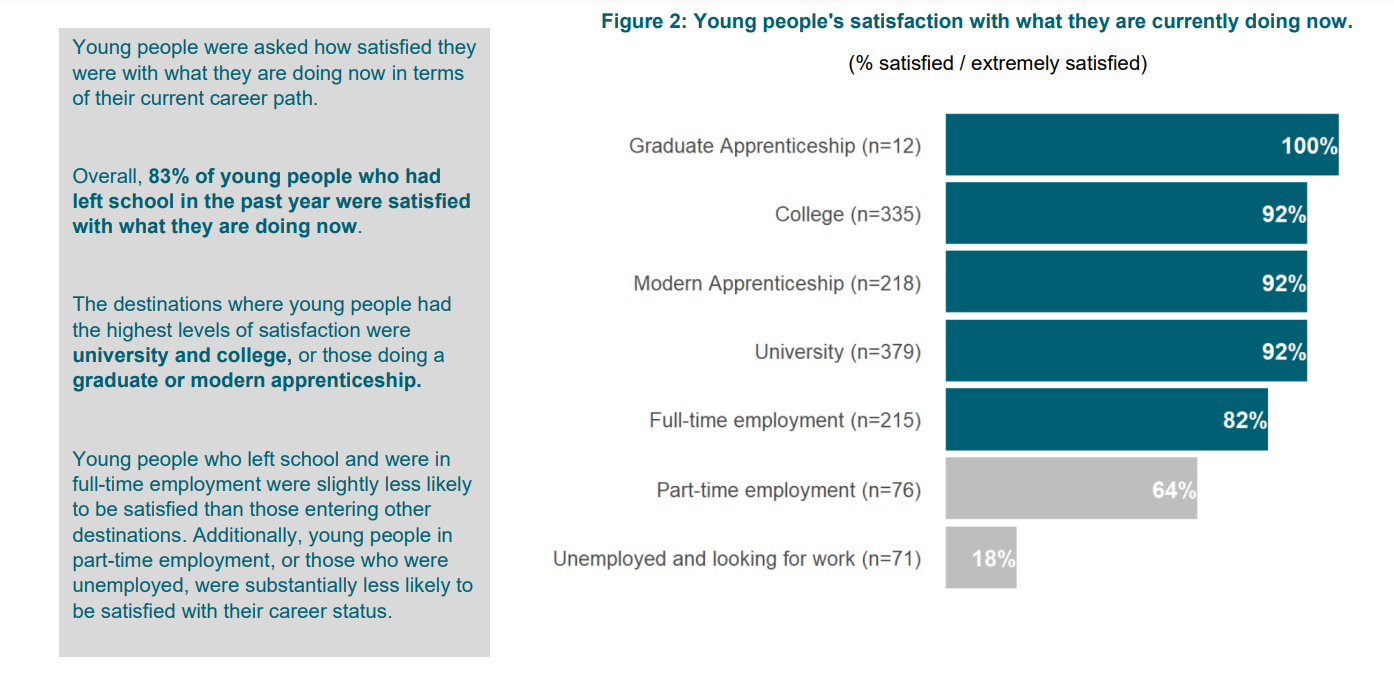 Young people were asked how satisfied they
were with what they are doing now in terms
of their current career path.
Overall, 83% of young people who had
left school in the past year were satisfied
with what they are doing now.
The destinations where young people had
the highest levels of satisfaction were
university and college, or those doing a
graduate or modern apprenticeship.
Young people who left school and were in
full-time employment were slightly less likely
to be satisfied than those entering other
destinations. Additionally, young people in
part-time employment, or those who were
unemployed, were substantially less likely to
be satisfied with their career status.
Figure 2: Young people's satisfaction with what they are currently doing now.
(% satisfied / extremely satisfied)
Graduate Apprenticeship (n=12) 100%
College (n=335) 92%
Modern Apprenticeship (n=218) 92%
University (n=379) 92%
Full-time employment (n=215) 82%
Part-time employment (n=76) 64%
Unemployed and looking for work (n=71) 18%